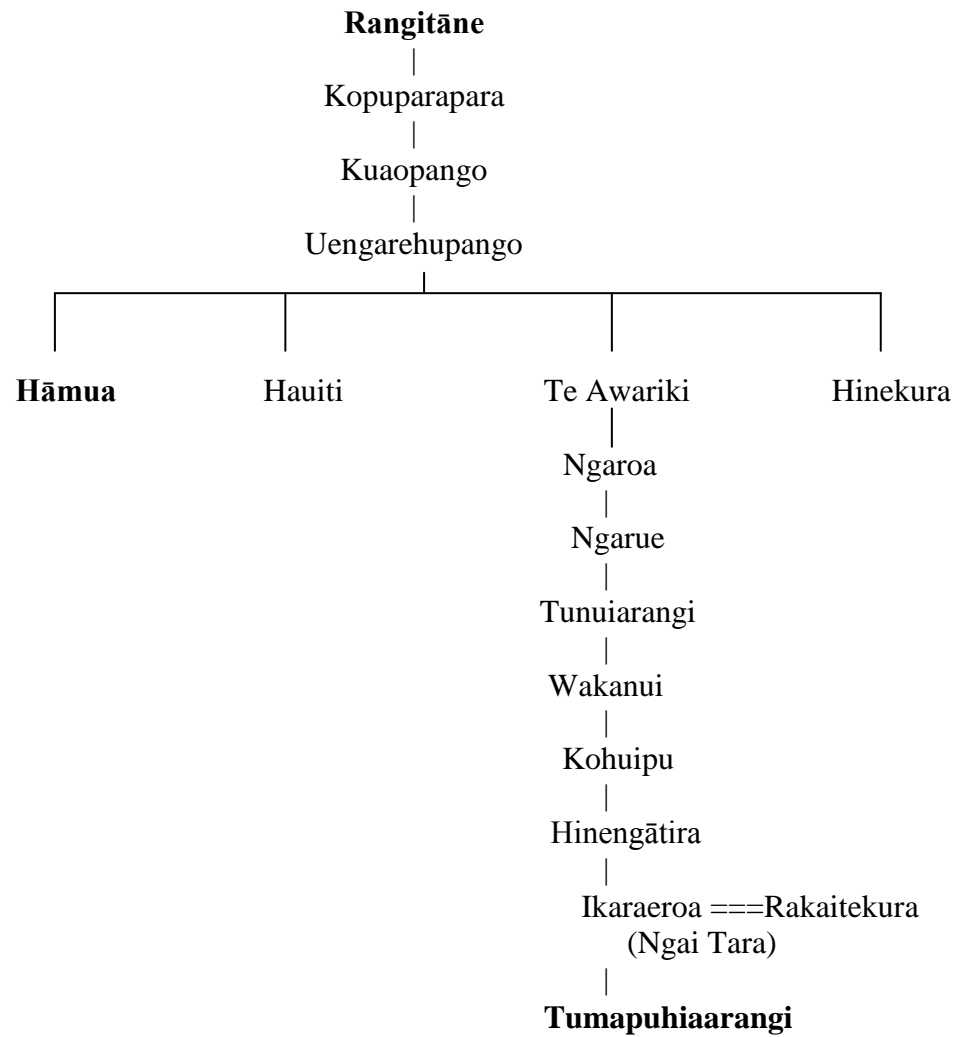 Rangitāne
Kopuparapara
Kuaopango
Uengarehupango
Hāmua Hauiti Te Awariki Hinekura
Ngaroa
Ngarue
Tunuiarangi
Wakanui
Kohuipu
Hinengātira
Ikaraeroa ===Rakaitekura
(Ngai Tara)
Tumapuhiaarangi